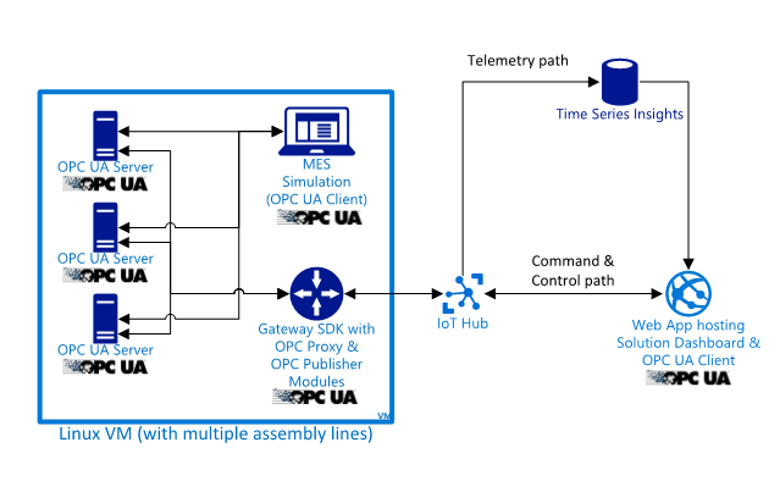 Telemetry path
Time Series Insights
OPC UA Server
OPC UA
MES
Simulation
(OPC UA Client)
OPC UA
OPC UA Server
OPC UA
OPC UA Server
OPC UA
Gateway SDK with
OPC Proxy &
OPC Publisher
Modules
OPC UA
VM
Linux VM (with multiple assembly lines)
IoT Hub
Command &
Control path
Web App hosting
Solution Dashboard &
OPC UA Client
OPC UA